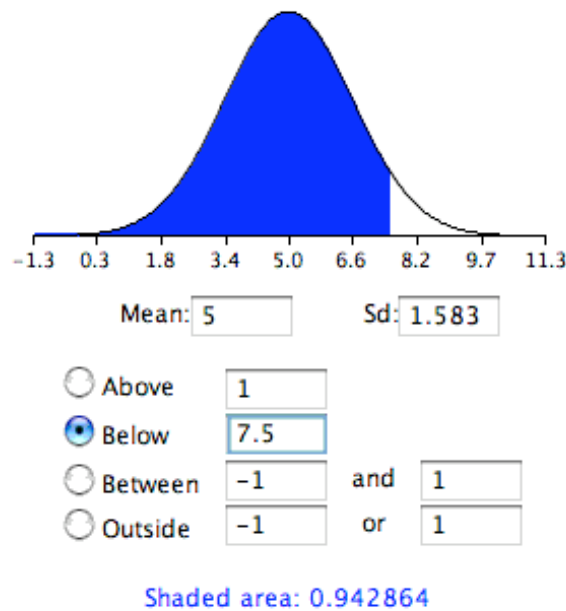 -1.3 0.3 1.8 3.4 5.0 6.6 8.2 9.7 11.3
Mean: 5 Sd: 1.583
Above 1
Below 7.5
Between -1 and 1
Outside -1 or 1
Shaded area: 0.942864